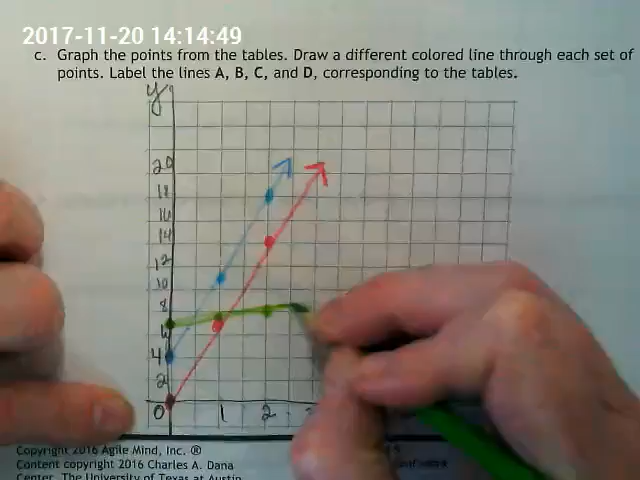 2017-11-20 14:14:49
c. Graph the points from the tables. Draw a different colored line through each set of
points. Label the lines A, B, C, and D, corresponding to the tables.
y
20
18
16
14
12
10
8
6
4
2
0 1 2
Copyright 2016 Agile Mind, Inc. ®
Content copyright 2016 Charles A. Dana
Center, The University of Texas at Austin